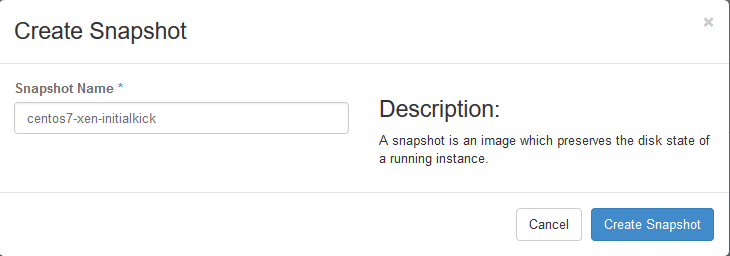 Create Snapshot
×
Snapshot Name *
centos7-xen-initialkick
Description:
A snapshot is an image which preserves the disk state of
a running instance.
Cancel
Create Snapshot